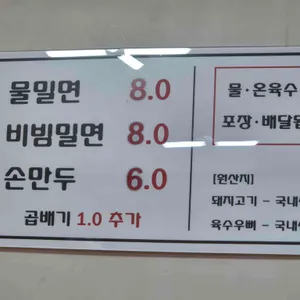 물밀면 8.0
비빔밀면 8.0
손만두 6.0
곱배기 1.0 추가
물·온육수
포장·배달
[원산지]
돼지고기 - 국내
육수우뼈 - 국내